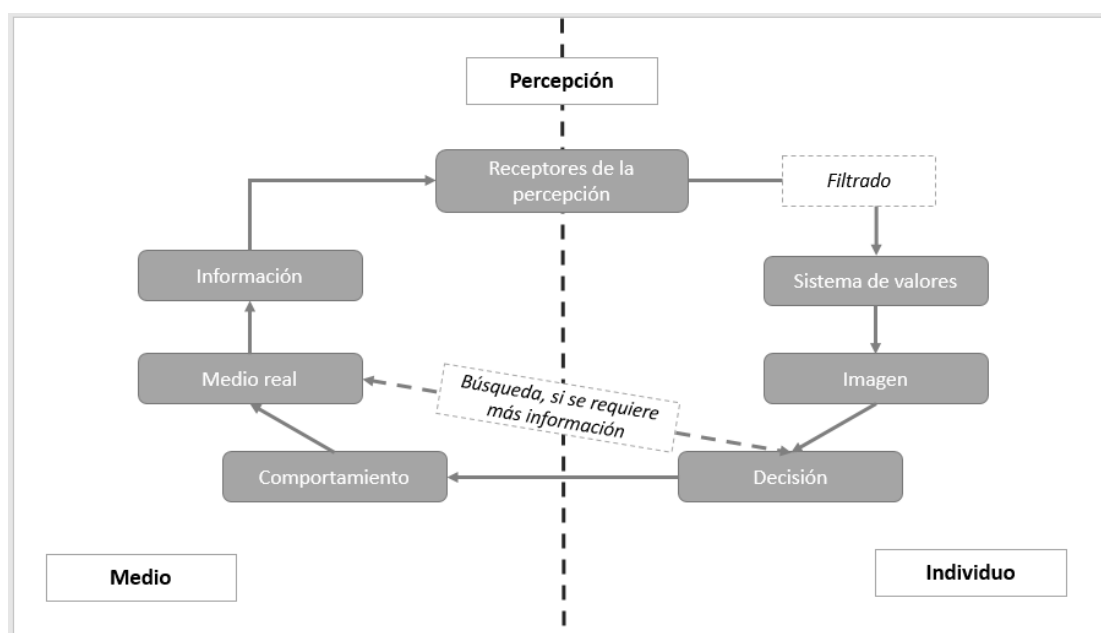 Percepción
Receptores de la
percepción
Filtrado
Información
Sistema de valores
Medio real
Búsqueda, si se requiere
más información
Imagen
Comportamiento
Decisión
Medio
Individuo